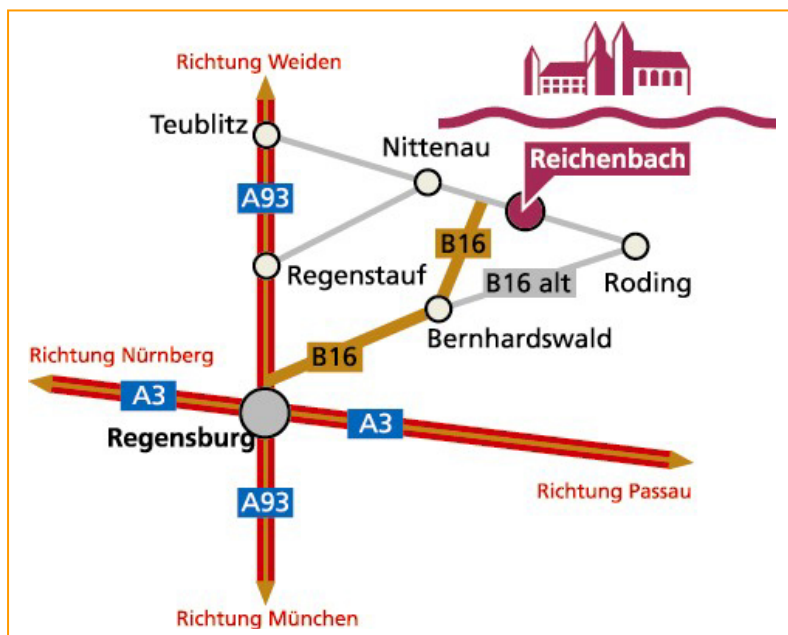 Richtung Weiden
Teublitz
Nittenau
Reichenbach
A93
B16
Regenstauf
B16 alt
Roding
Bernhardswald
Richtung Nürnberg
B16
A3
A3
Regensburg
Richtung Passau
A93
Richtung München